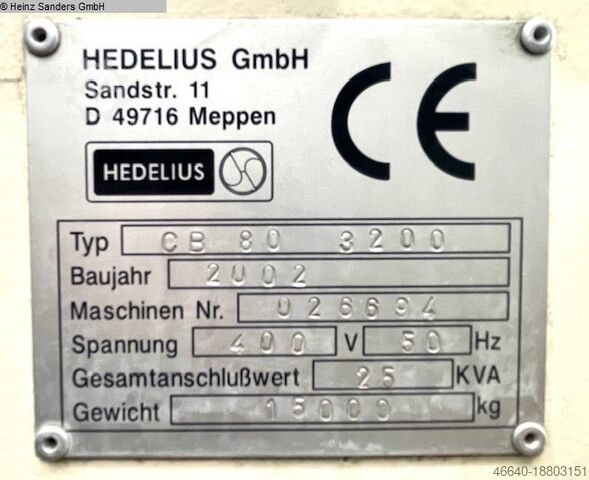 © Heinz Sanders GmbH
HEDELIUS GmbH
Sandstr. 11
D 49716 Meppen
CE
HEDELIUS
Typ CB 80 3200
Baujahr 2002
Maschinen Nr. 026694
Spannung 400 V 50 Hz
Gesamtanschlußwert 25 KVA
Gewicht 15000 kg
46640-18803151